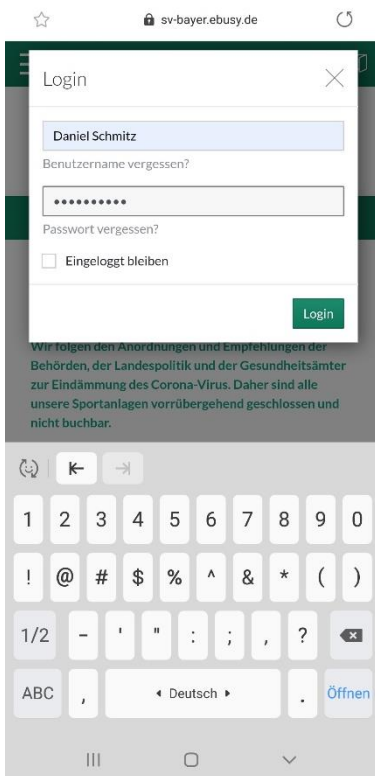 sv-bayer.ebusy.de
Login
Daniel Schmitz
Benutzername vergessen?
••••••••••
Passwort vergessen?
Eingeloggt bleiben
Login
Wir folgen den Anordnungen und Empfehlungen der
Behörden, der Landespolitik und der Gesundheitsämter
zur Eindämmung des Corona-Virus. Daher sind alle
unsere Sportanlagen vorrübergehend geschlossen und
nicht buchbar.
1 2 3 4 5 6 7 8 9 0
! @ # $ % ^ & * ( )
1/2 - ' " : ; , ?
ABC , Deutsch . Öffnen